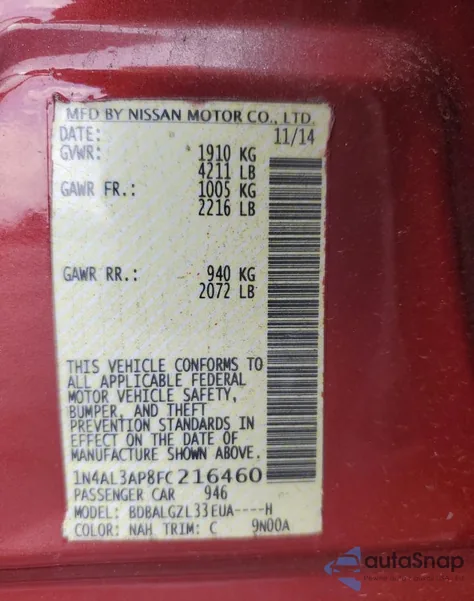 MFD BY NISSAN MOTOR CO., LTD.
DATE: 11/14
GVWR: 1910 KG
4211 LB
GAWR FR.: 1005 KG
2216 LB
GAWR RR.: 940 KG
2072 LB
THIS VEHICLE CONFORMS TO
ALL APPLICABLE FEDERAL
MOTOR VEHICLE SAFETY,
BUMPER, AND THEFT
PREVENTION STANDARDS IN
EFFECT ON THE DATE OF
MANUFACTURE SHOWN ABOVE.
1N4AL3AP8FC216460
PASSENGER CAR 946
MODEL: BDBALGZL33EUA----H
COLOR: NAH TRIM: C 9N00A
autoSnap